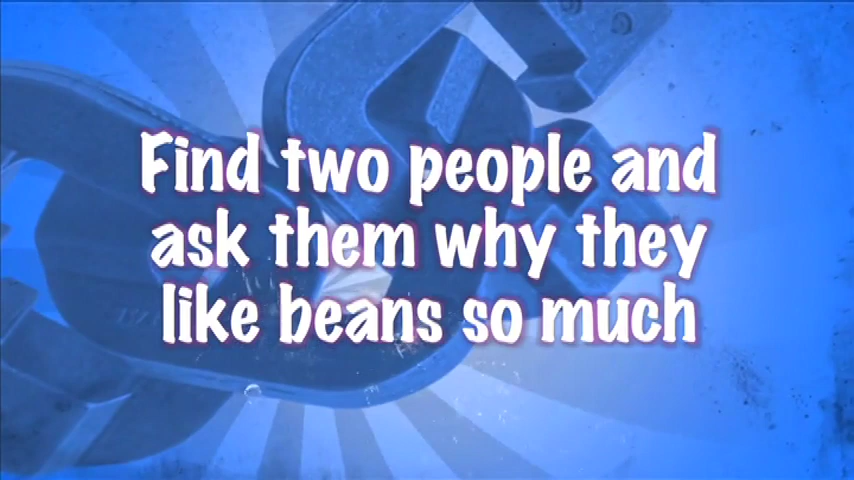 Find two people and
ask them why they
like beans so much